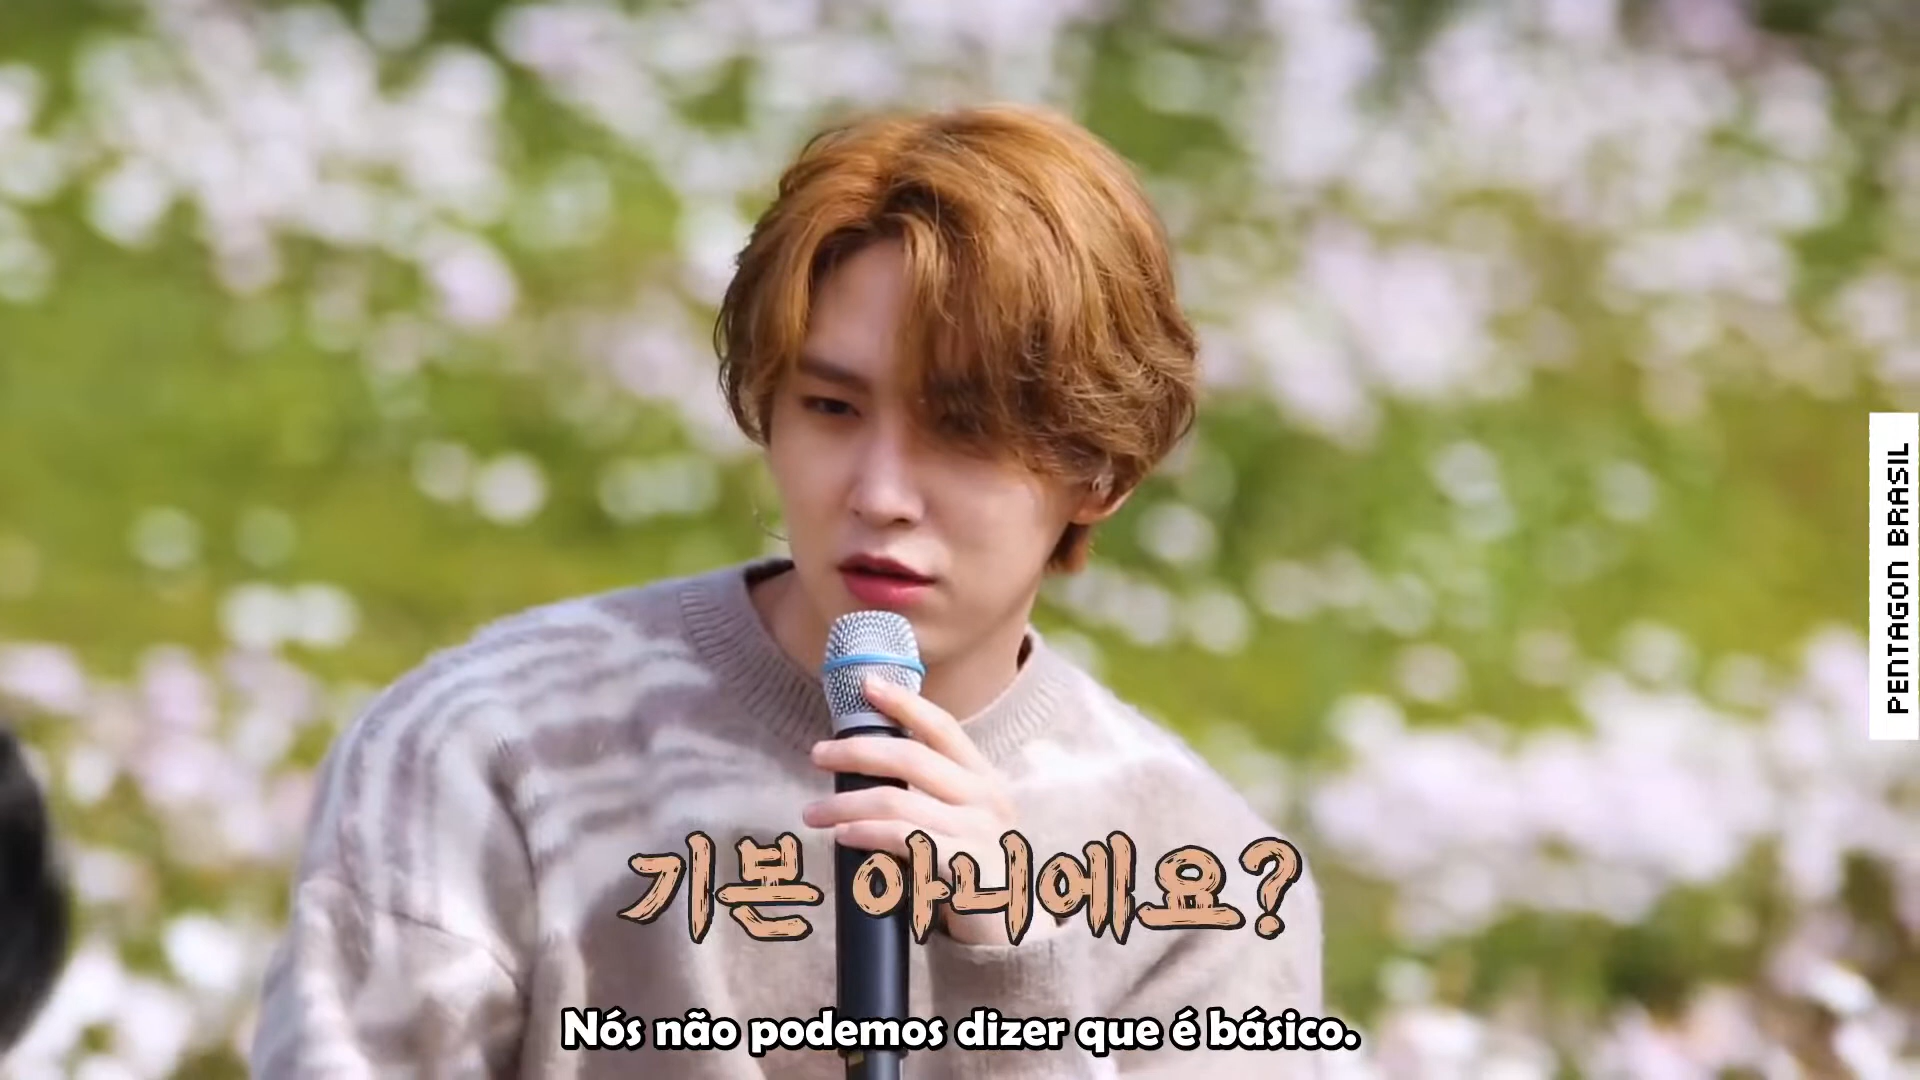 PENTAGON BRASIL
기본 아니에요?
Nós não podemos dizer que é básico.